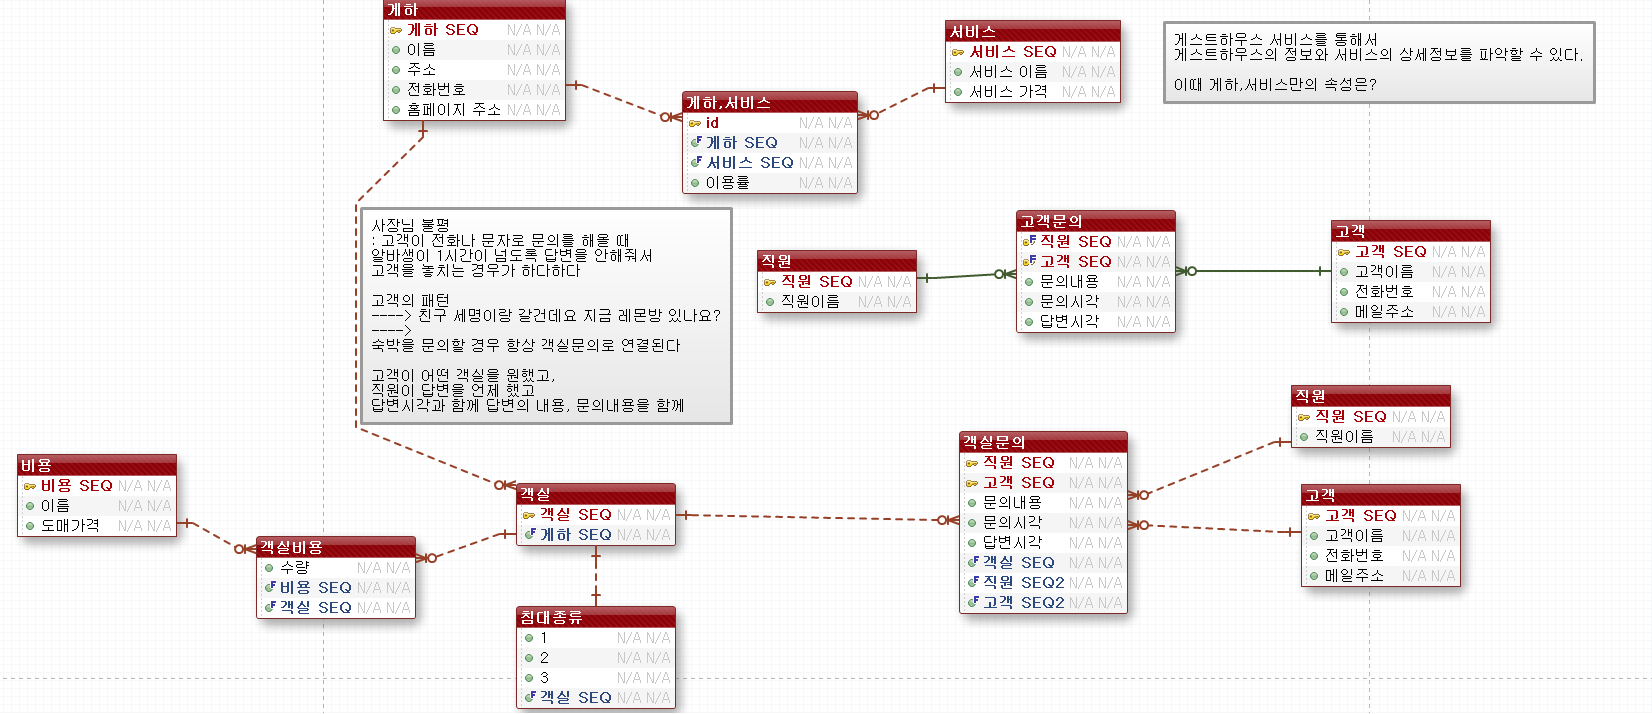 게하
게하 SEQ N/A N/A
이름 N/A N/A
주소 N/A N/A
전화번호 N/A N/A
홈페이지 주소 N/A N/A
서비스
서비스 SEQ N/A N/A
서비스 이름 N/A N/A
서비스 가격 N/A N/A
게스트하우스 서비스를 통해서
게스트하우스의 정보와 서비스의 상세정보를 파악할 수 있다.
이때 게하,서비스만의 속성은?
게하,서비스
id N/A N/A
게하 SEQ N/A N/A
서비스 SEQ N/A N/A
이용률 N/A N/A
사장님 불평
: 고객이 전화나 문자로 문의를 해올 때
알바생이 1시간이 넘도록 답변을 안해줘서
고객을 놓치는 경우가 하다하다
고객의 패턴
----> 친구 세명이랑 갈건데요 지금 레몬방 있나요?
---->
숙박을 문의할 경우 항상 객실문의로 연결된다
고객이 어떤 객실을 원했고,
직원이 답변을 언제 했고
답변시각과 함께 답변의 내용, 문의내용을 함께
직원
직원 SEQ N/A N/A
직원이름 N/A N/A
고객문의
직원 SEQ N/A N/A
고객 SEQ N/A N/A
문의내용 N/A N/A
문의시각 N/A N/A
답변시각 N/A N/A
고객
고객 SEQ N/A N/A
고객이름 N/A N/A
전화번호 N/A N/A
메일주소 N/A N/A
비용
비용 SEQ N/A N/A
이름 N/A N/A
도매가격 N/A N/A
객실비용
수량 N/A N/A
비용 SEQ N/A N/A
객실 SEQ N/A N/A
객실
객실 SEQ N/A N/A
게하 SEQ N/A N/A
침대종류
1 N/A N/A
2 N/A N/A
3 N/A N/A
객실 SEQ N/A N/A
객실문의
직원 SEQ N/A N/A
고객 SEQ N/A N/A
문의내용 N/A N/A
문의시각 N/A N/A
답변시각 N/A N/A
객실 SEQ N/A N/A
직원 SEQ2 N/A N/A
고객 SEQ2 N/A N/A
직원
직원 SEQ N/A N/A
직원이름 N/A N/A
고객
고객 SEQ N/A N/A
고객이름 N/A N/A
전화번호 N/A N/A
메일주소 N/A N/A